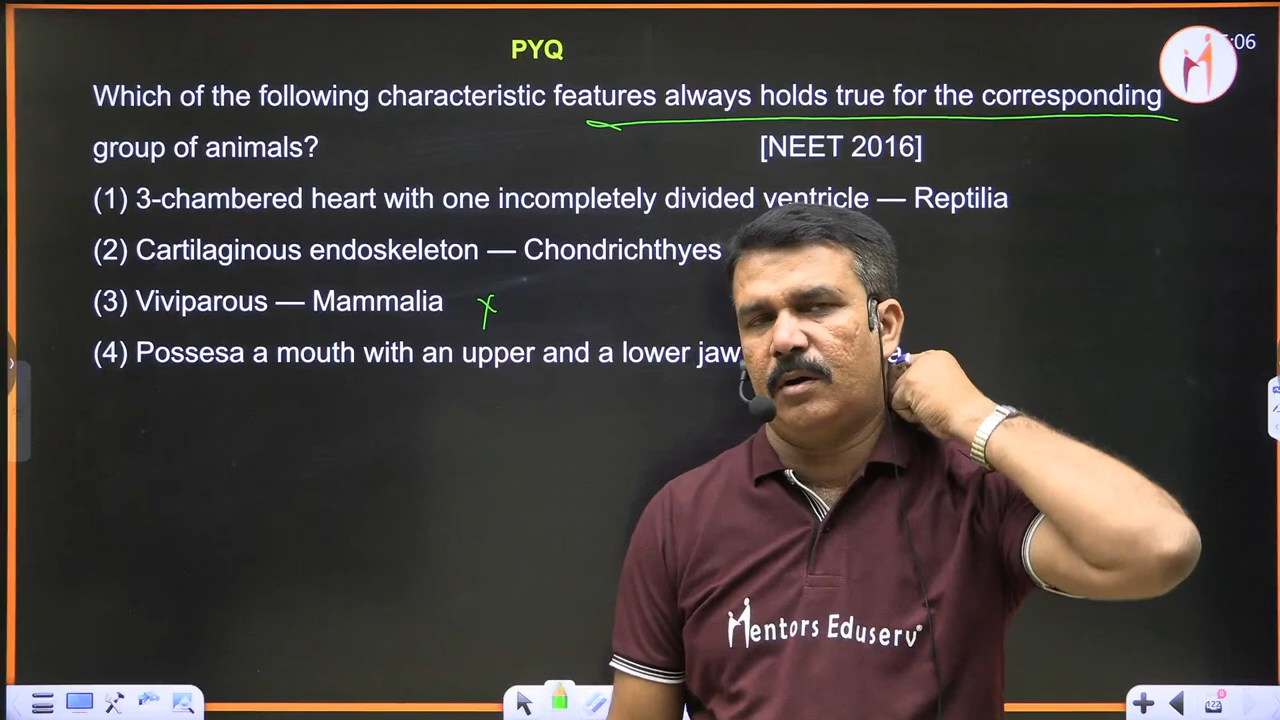 PYQ
:06
Which of the following characteristic features always holds true for the corresponding
group of animals? [NEET 2016]
(1) 3-chambered heart with one incompletely divided ventricle — Reptilia
(2) Cartilaginous endoskeleton — Chondrichthyes
(3) Viviparous — Mammalia x
(4) Possesa a mouth with an upper and a lower jaw
Mentors Eduserv®